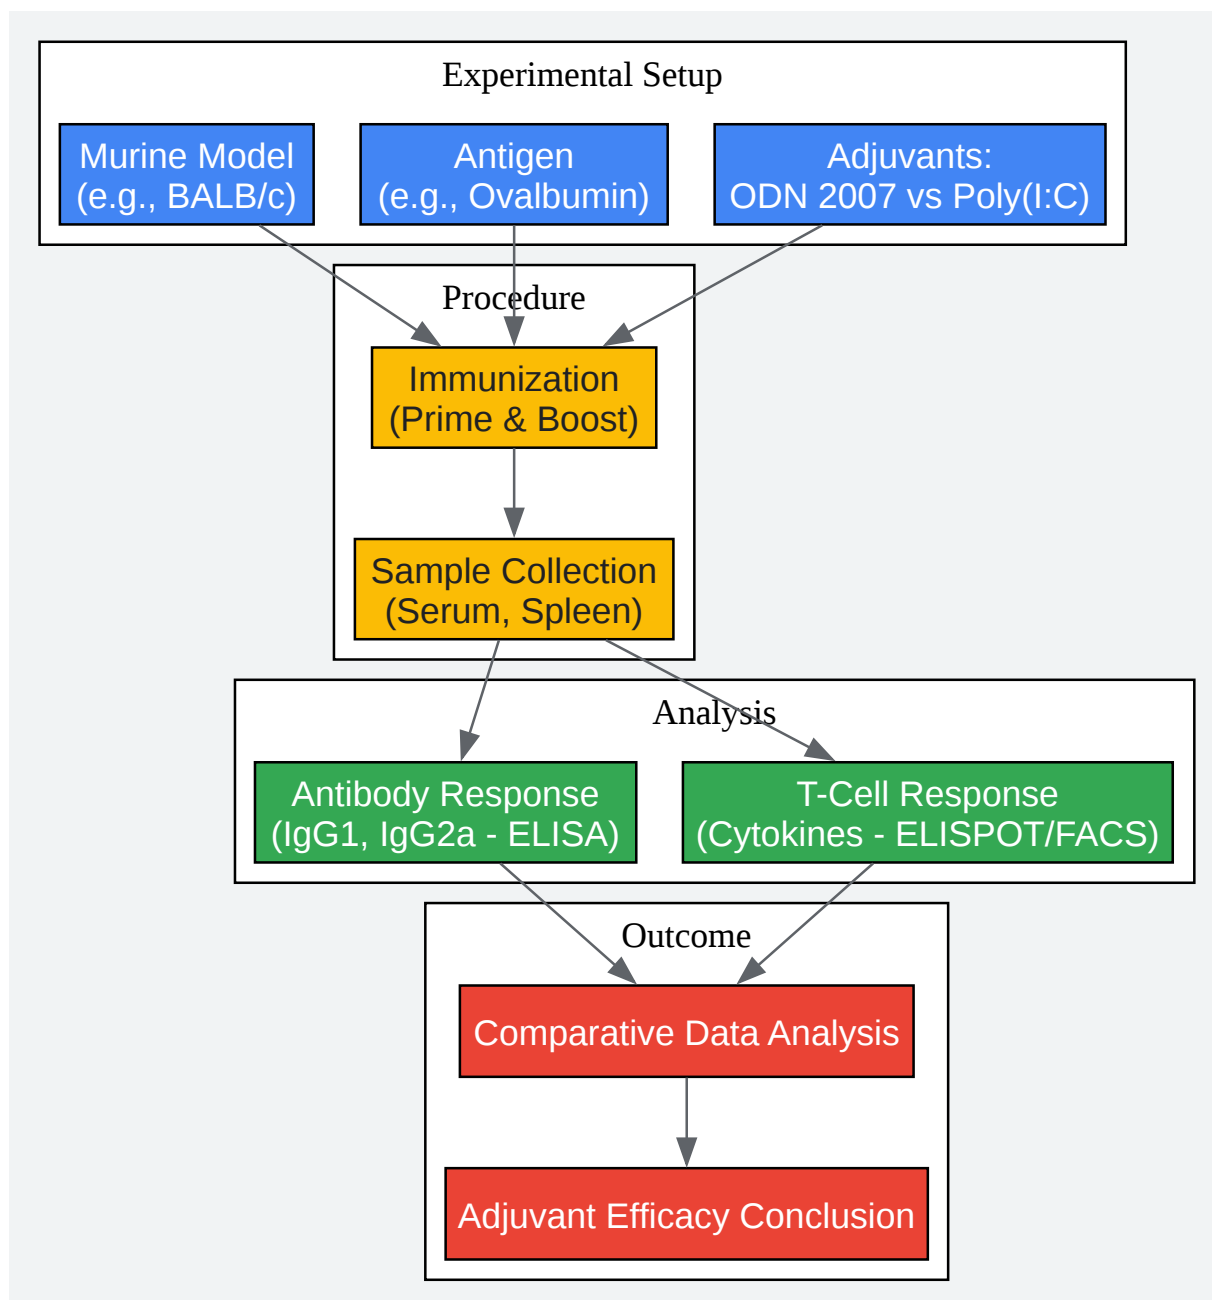 Experimental Setup
Murine Model
(e.g., BALB/c)
Antigen
(e.g., Ovalbumin)
Adjuvants:
ODN 2007 vs Poly(I:C)
Procedure
Immunization
(Prime & Boost)
Sample Collection
(Serum, Spleen)
Analysis
Antibody Response
(IgG1, IgG2a - ELISA)
T-Cell Response
(Cytokines - ELISPOT/FACS)
Outcome
Comparative Data Analysis
Adjuvant Efficacy Conclusion